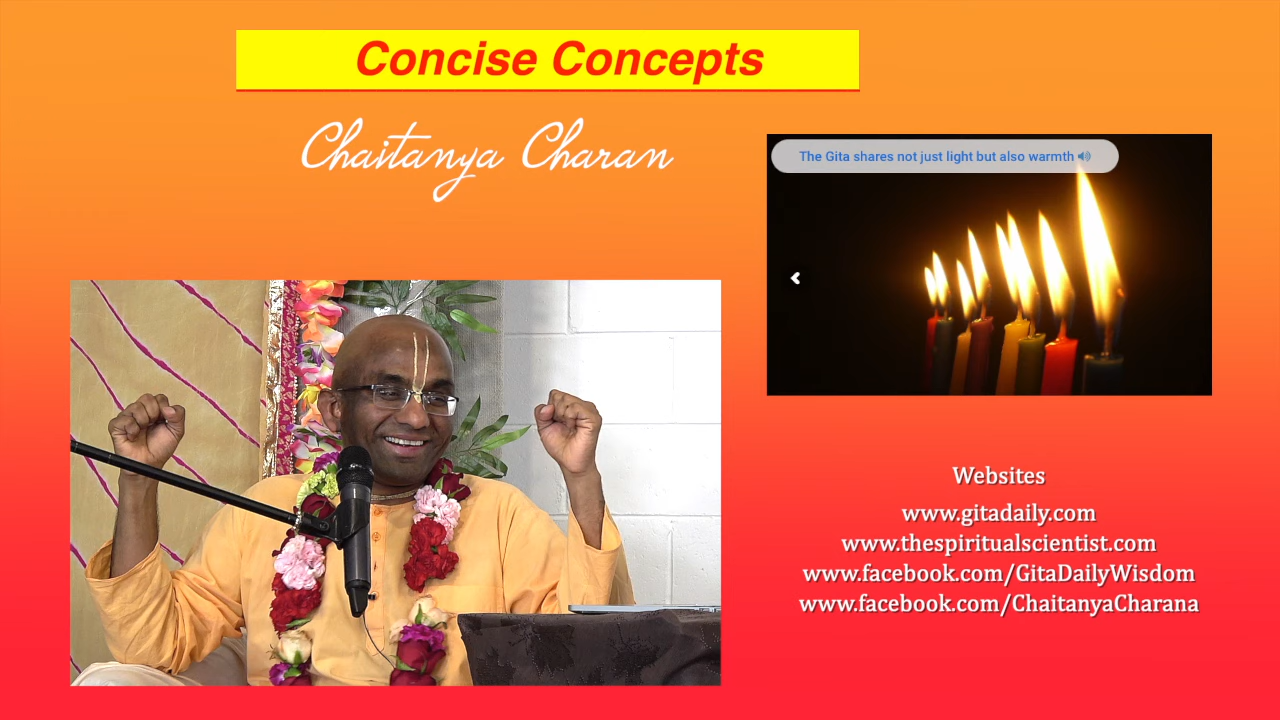 Concise Concepts
Chaitanya Charan
The Gita shares not just light but also warmth
Websites
www.gitadaily.com
www.thespiritualscientist.com
www.facebook.com/GitaDailyWisdom
www.facebook.com/ChaitanyaCharana